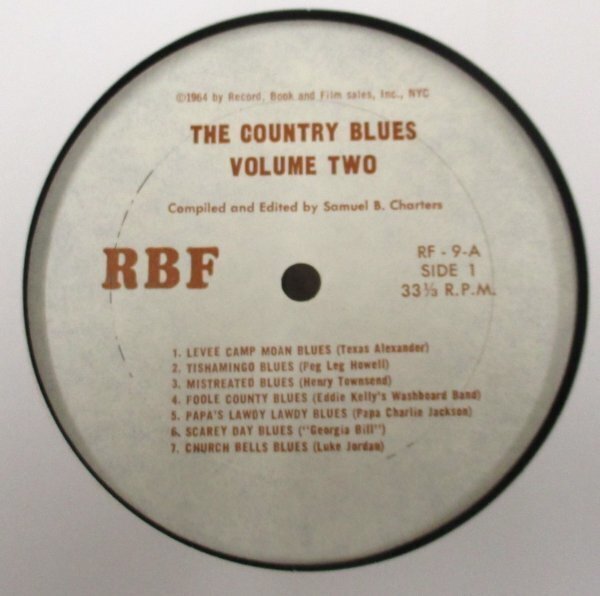 ©1964 by Record, Book and Film sales, Inc., NYC
THE COUNTRY BLUES
VOLUME TWO
Compiled and Edited by Samuel B. Charters
RBF
RF - 9-A
SIDE 1
33⅓ R.P.M.
1. LEVEE CAMP MOAN BLUES (Texas Alexander)
2. TISHAMINGO BLUES (Peg Leg Howell)
3. MISTREATED BLUES (Henry Townsend)
4. POOLE COUNTY BLUES (Eddie Kelly's Washboard Band)
5. PAPA'S LAWDY LAWDY BLUES (Papa Charlie Jackson)
6. SCAREY DAY BLUES ("Georgia Bill")
7. CHURCH BELLS BLUES (Luke Jordan)